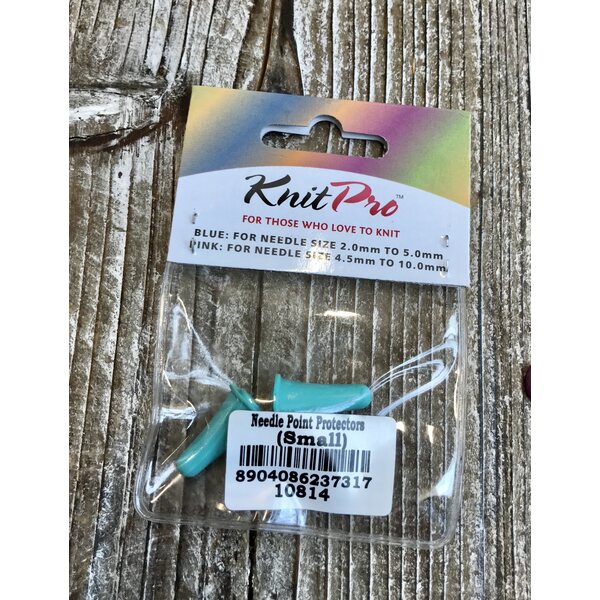 KnitPro™
FOR THOSE WHO LOVE TO KNIT
BLUE: FOR NEEDLE SIZE 2.0mm TO 5.0mm
PINK: FOR NEEDLE SIZE 4.5mm TO 10.0mm
Needle Point Protectors
(Small)
8904086237317
10814